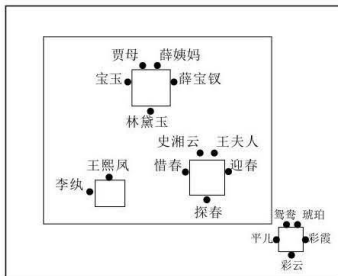 贾母 薛姨妈
宝玉 薛宝钗
林黛玉
史湘云 王夫人
王熙凤 惜春 迎春
李纨
探春
鸳鸯 琥珀
平儿 彩霞
彩云